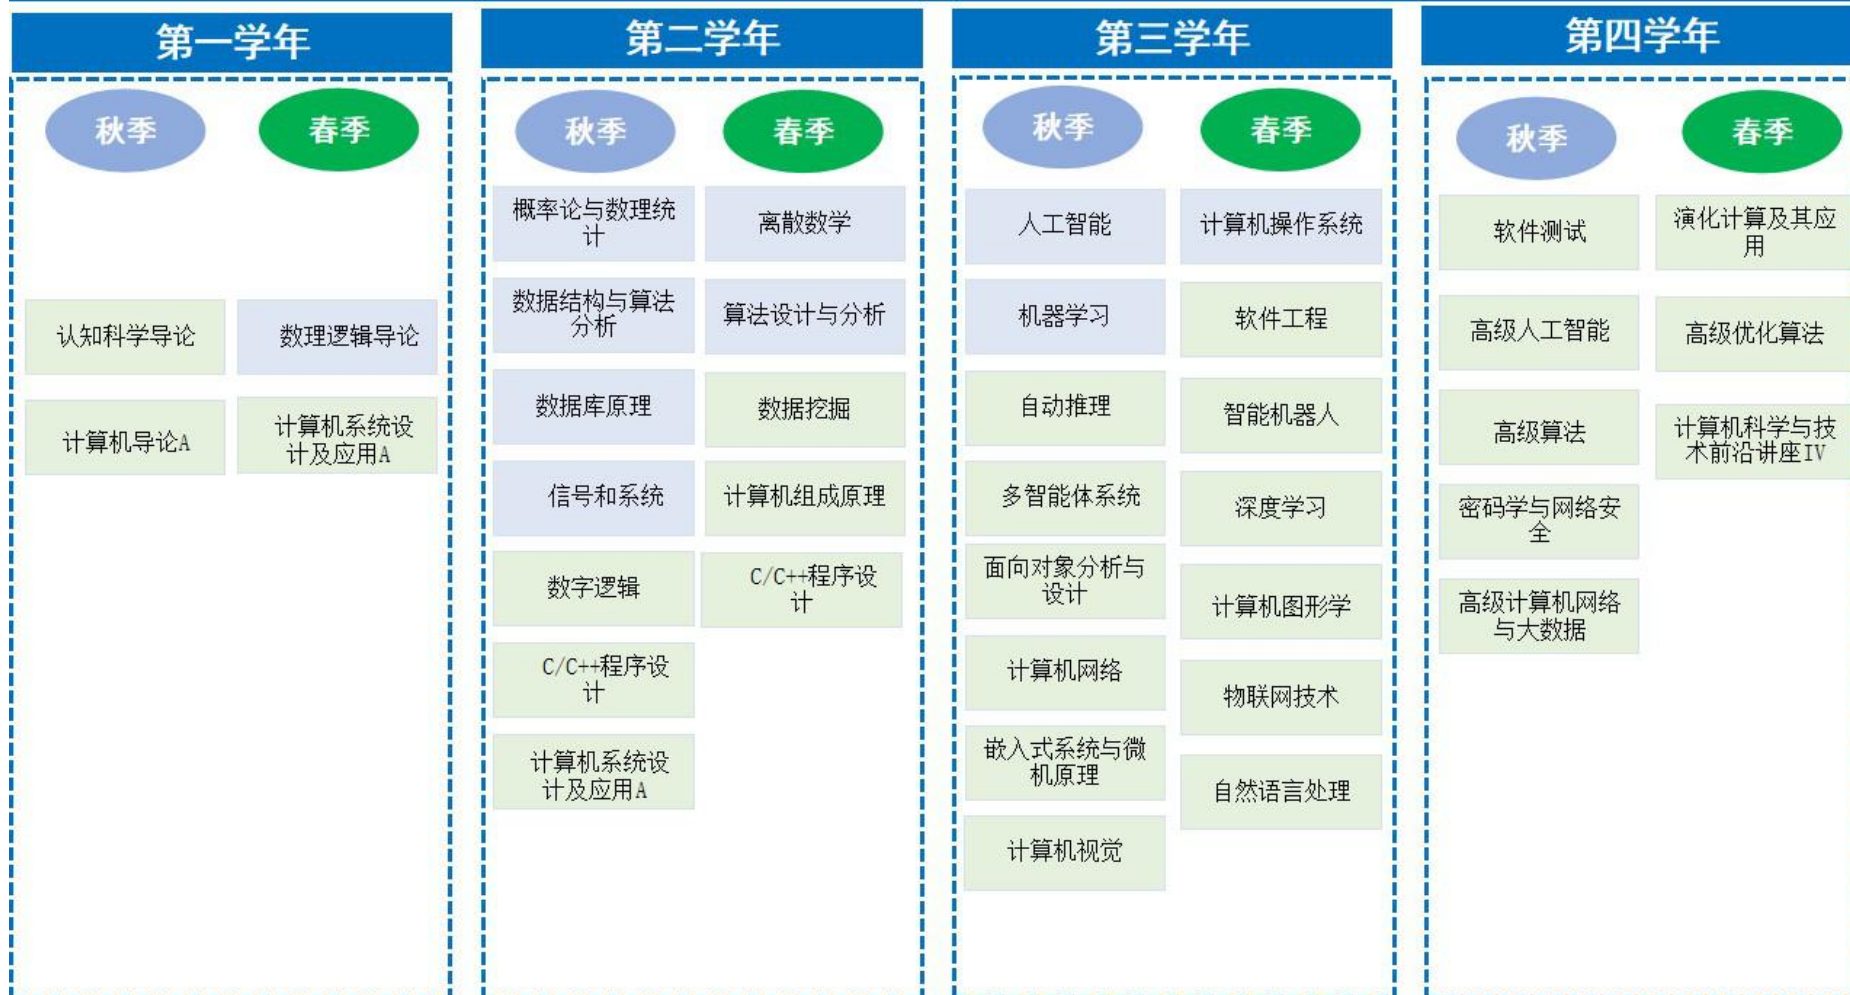 第一学年
秋季
春季
认知科学导论
数理逻辑导论
计算机导论A
计算机系统设
计及应用A
第二学年
秋季
春季
概率论与数理统
计
离散数学
数据结构与算法
分析
算法设计与分析
数据库原理
数据挖掘
信号和系统
计算机组成原理
数字逻辑
C/C++程序设
计
C/C++程序设
计
计算机系统设
计及应用A
第三学年
秋季
春季
人工智能
计算机操作系统
机器学习
软件工程
自动推理
智能机器人
多智能体系统
深度学习
面向对象分析与
设计
计算机图形学
计算机网络
物联网技术
嵌入式系统与微
机原理
自然语言处理
计算机视觉
第四学年
秋季
春季
软件测试
演化计算及其应
用
高级人工智能
高级优化算法
高级算法
计算机科学与技
术前沿讲座IV
密码学与网络安
全
高级计算机网络
与大数据